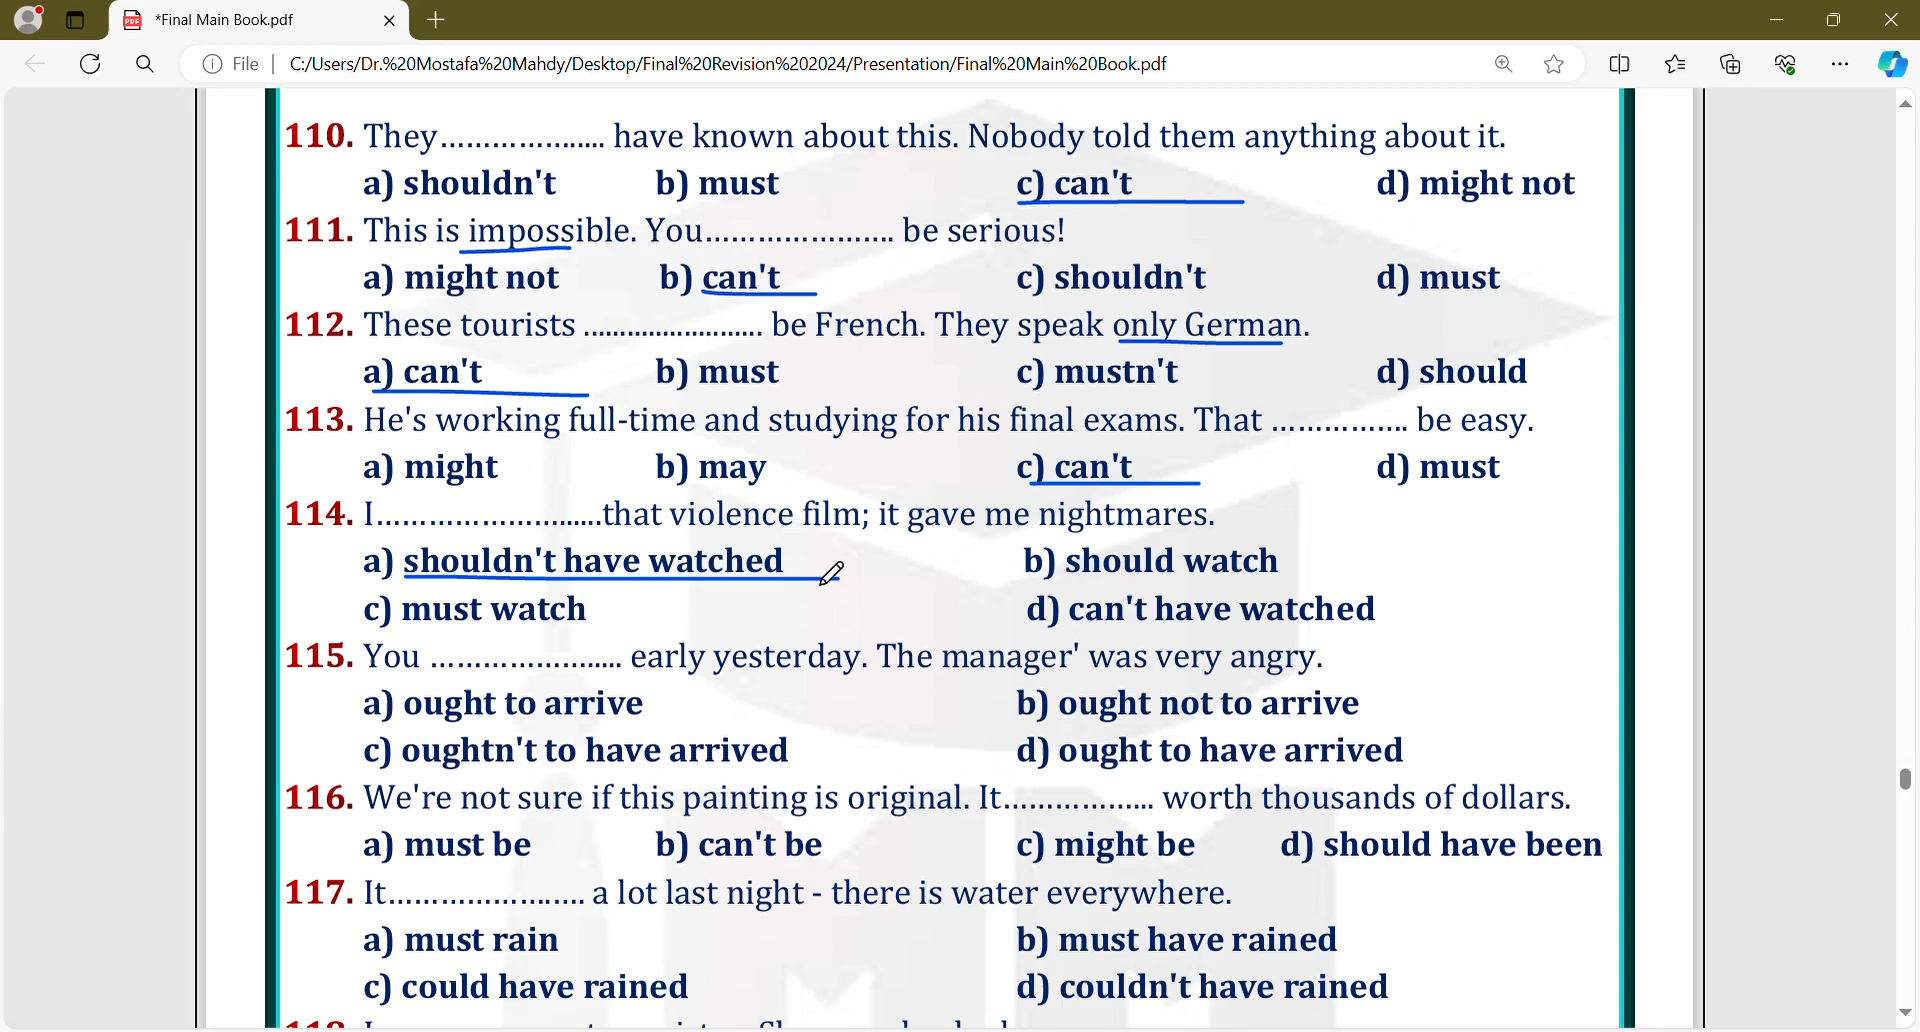 *Final Main Book.pdf
File | C:/Users/Dr.%20Mostafa%20Mahdy/Desktop/Final%20Revision%202024/Presentation/Final%20Main%20Book.pdf
110. They...................... have known about this. Nobody told them anything about it.
a) shouldn't b) must c) can't d) might not
111. This is impossible. You........................ be serious!
a) might not b) can't c) shouldn't d) must
112. These tourists ........................ be French. They speak only German.
a) can't b) must c) mustn't d) should
113. He's working full-time and studying for his final exams. That ................ be easy.
a) might b) may c) can't d) must
114. I............................that violence film; it gave me nightmares.
a) shouldn't have watched b) should watch
c) must watch d) can't have watched
115. You ........................ early yesterday. The manager' was very angry.
a) ought to arrive b) ought not to arrive
c) oughtn't to have arrived d) ought to have arrived
116. We're not sure if this painting is original. It................... worth thousands of dollars.
a) must be b) can't be c) might be d) should have been
117. It......................... a lot last night - there is water everywhere.
a) must rain b) must have rained
c) could have rained d) couldn't have rained